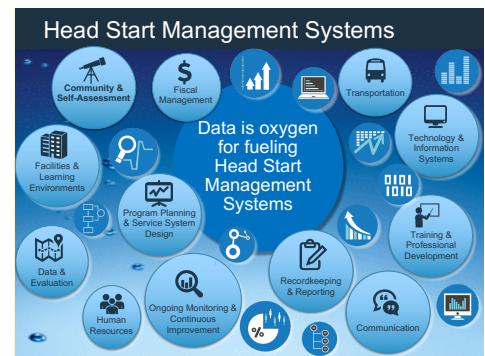 Head Start Management Systems
Community &
Self-Assessment
$
Fiscal
Management
Transportation
Technology &
Information
Systems
Data is oxygen
for fueling
Head Start
Management
Systems
Facilities &
Learning
Environments
0101
1010
Program Planning
& Service System
Design
Training &
Professional
Development
Data &
Evaluation
Recordkeeping
& Reporting
Ongoing Monitoring &
Continuous
Improvement
Human
Resources
%
Communication